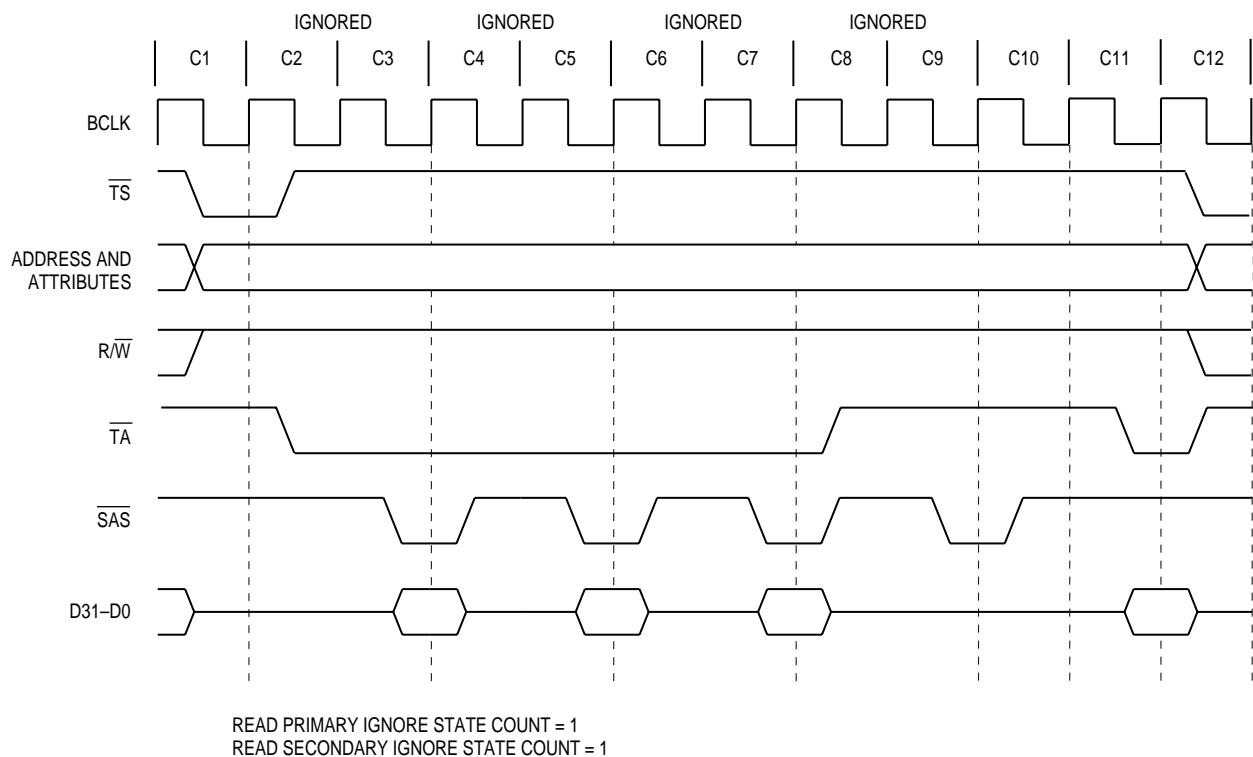 IGNORED IGNORED IGNORED IGNORED
C1 C2 C3 C4 C5 C6 C7 C8 C9 C10 C11 C12
BCLK
TS
ADDRESS AND
ATTRIBUTES
R/W
TA
SAS
D31–D0
READ PRIMARY IGNORE STATE COUNT = 1
READ SECONDARY IGNORE STATE COUNT = 1